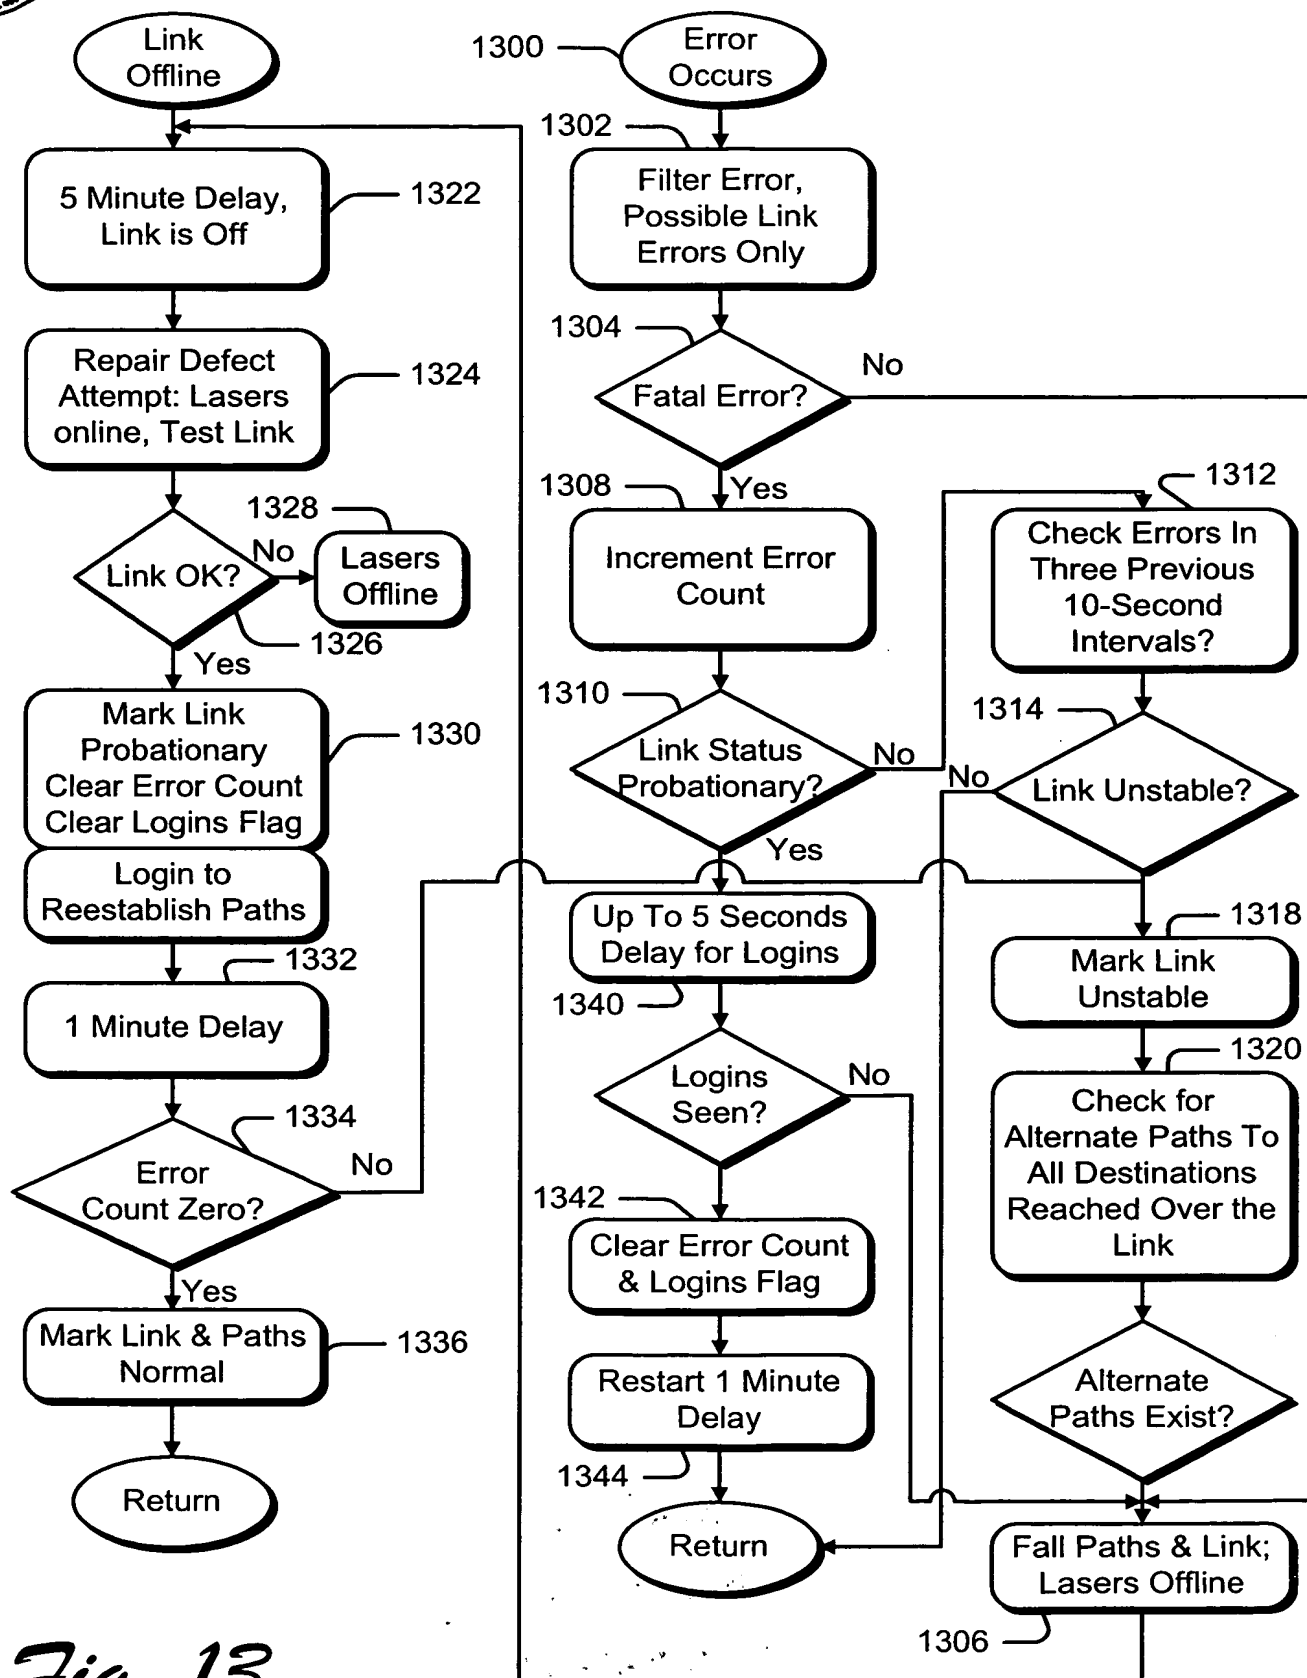 Link
Offline
5 Minute Delay,
Link is Off
1322
Repair Defect
Attempt: Lasers
online, Test Link
1324
1328
Link OK?
No
Lasers
Offline
1326
Yes
Mark Link
Probationary
Clear Error Count
Clear Logins Flag
1330
Login to
Reestablish Paths
1332
1 Minute Delay
1334
Error
Count Zero?
No
Yes
Mark Link & Paths
Normal
1336
Return
1300
Error
Occurs
1302
Filter Error,
Possible Link
Errors Only
1304
Fatal Error?
No
Yes
1308
Increment Error
Count
1310
Link Status
Probationary?
No
Yes
Up To 5 Seconds
Delay for Logins
1340
Logins
Seen?
No
1342
Clear Error Count
& Logins Flag
Restart 1 Minute
Delay
1344
Return
1312
Check Errors In
Three Previous
10-Second
Intervals?
1314
No
Link Unstable?
1318
Mark Link
Unstable
1320
Check for
Alternate Paths To
All Destinations
Reached Over the
Link
Alternate
Paths Exist?
Fall Paths & Link;
Lasers Offline
1306
Fig. 13